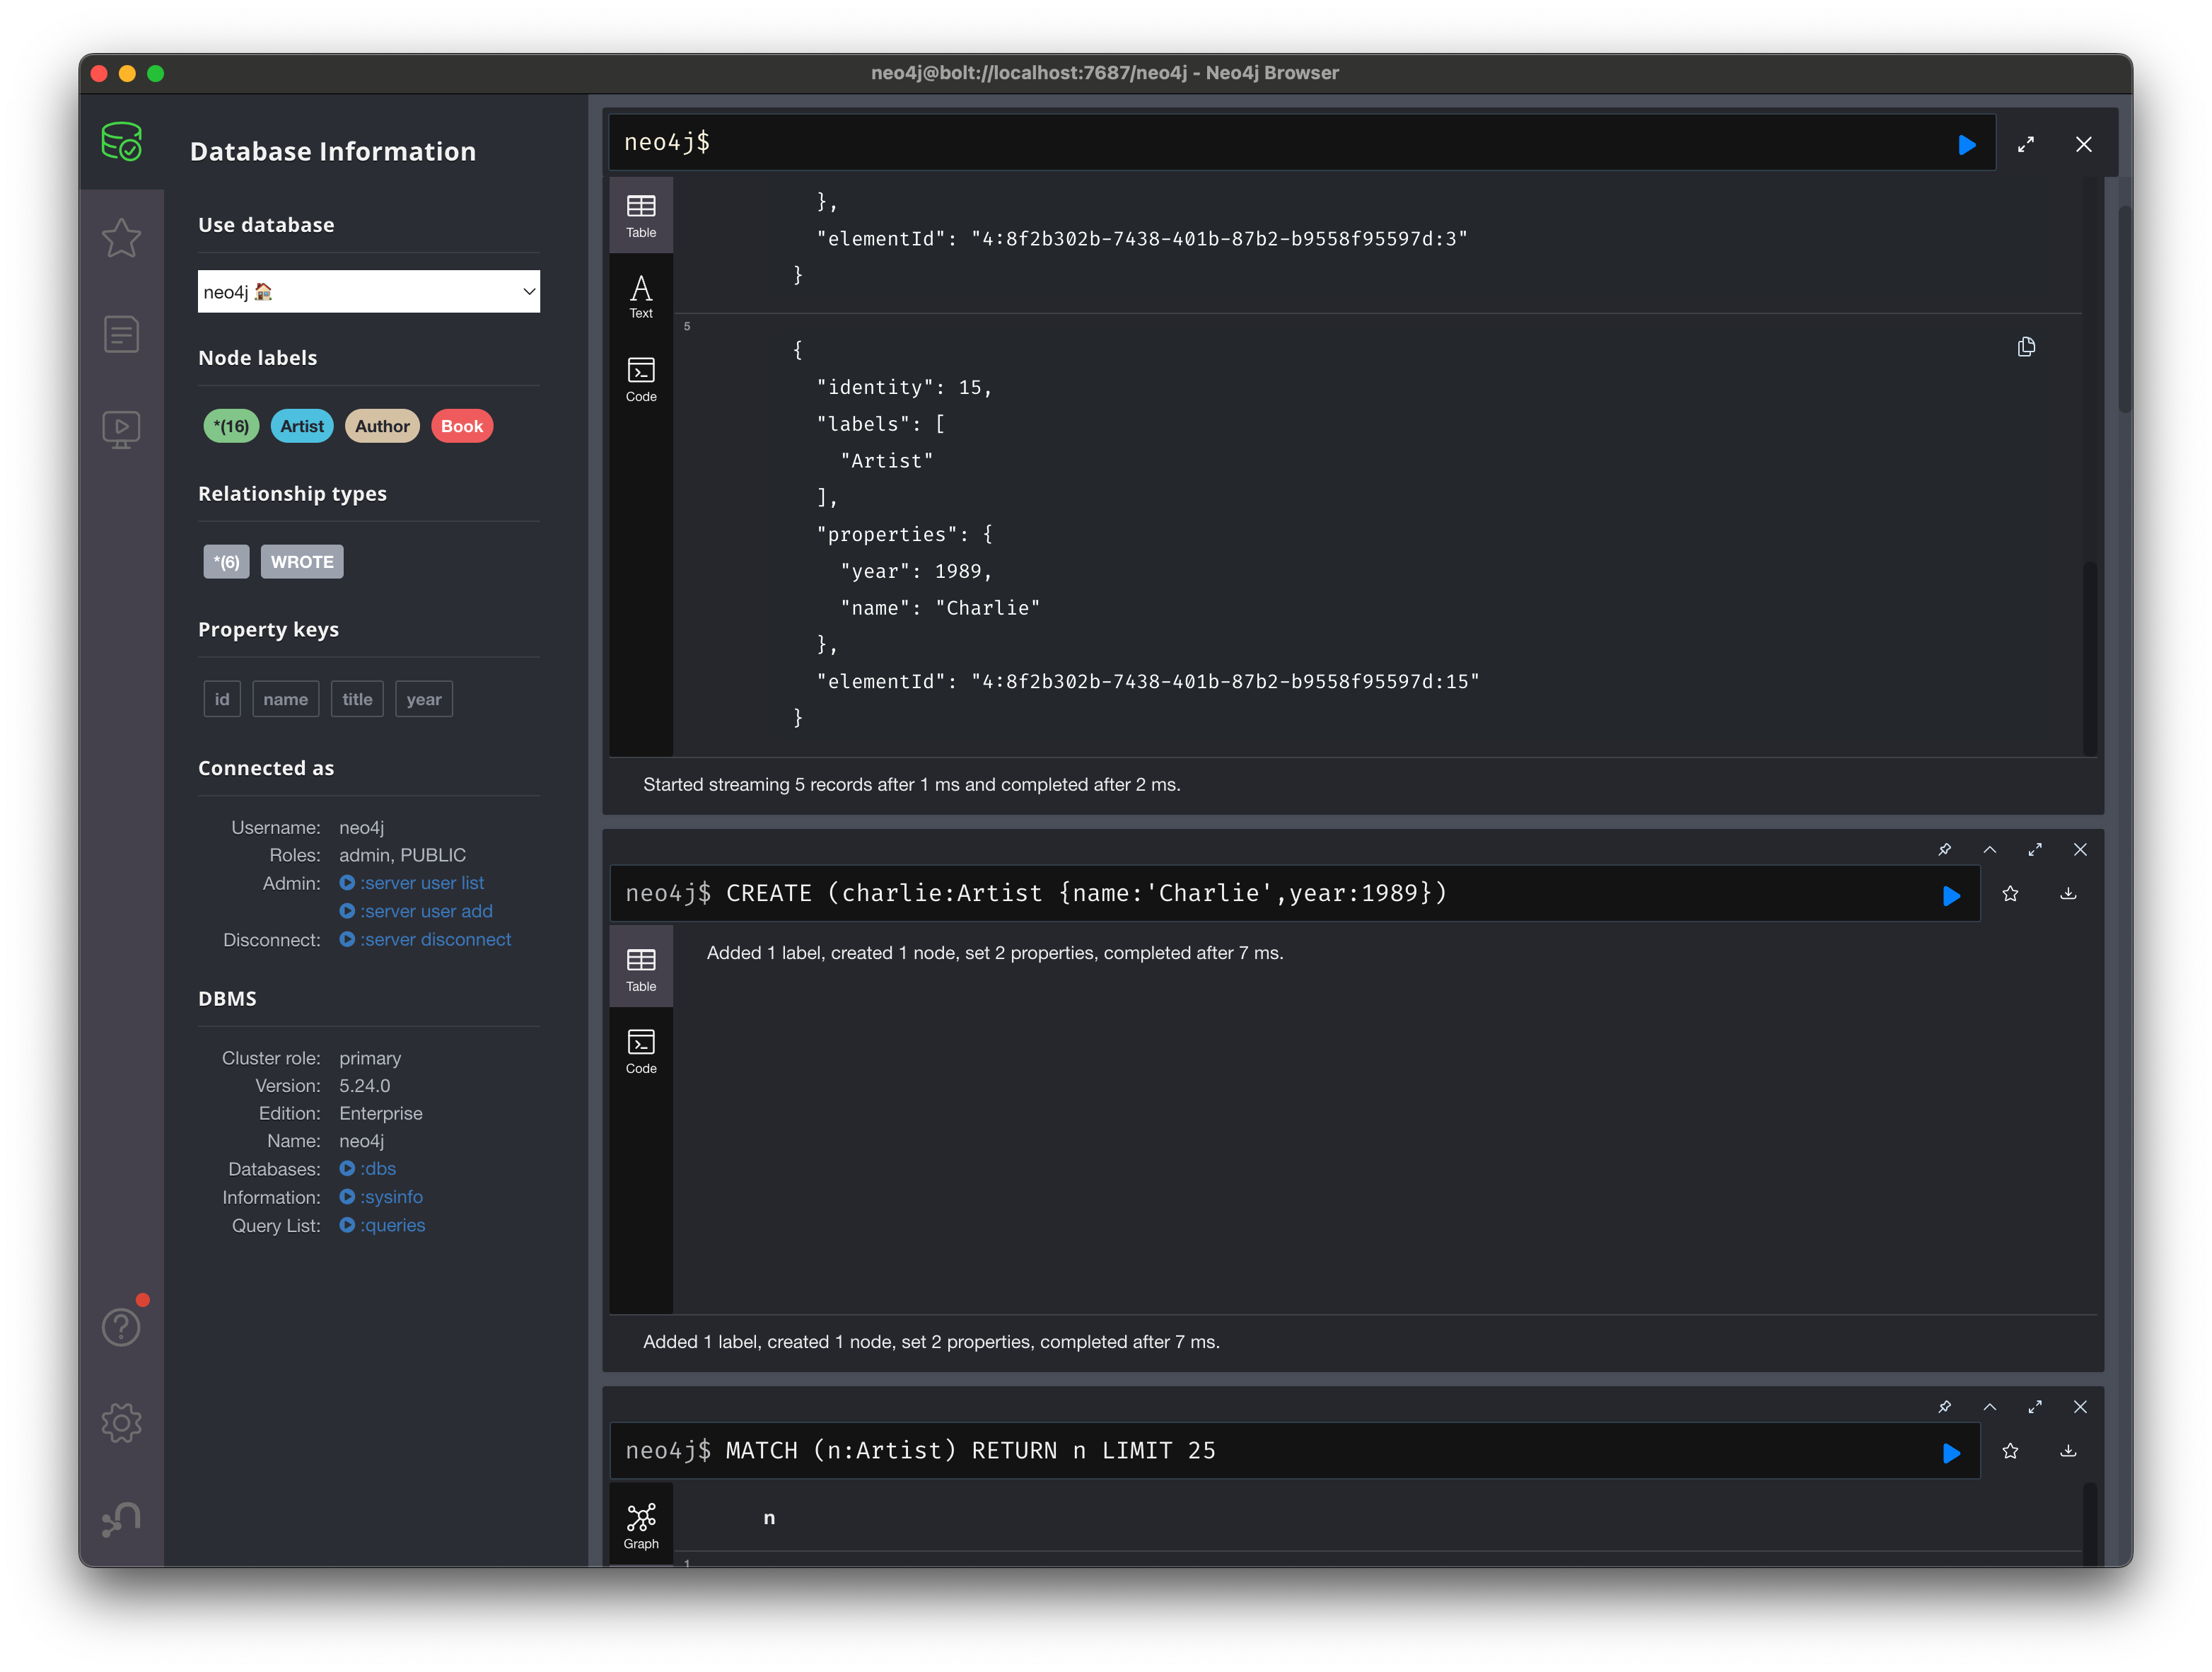 neo4j@bolt://localhost:7687/neo4j - Neo4j Browser
Database Information
Use database
neo4j 🏠
Node labels
*(16) Artist Author Book
Relationship types
*(6) WROTE
Property keys
id name title year
Connected as
Username: neo4j
Roles: admin, PUBLIC
Admin: :server user list
:server user add
Disconnect: :server disconnect
DBMS
Cluster role: primary
Version: 5.24.0
Edition: Enterprise
Name: neo4j
Databases: :dbs
Information: :sysinfo
Query List: :queries
neo4j$
Table
Text
Code
},
"elementId": "4:8f2b302b-7438-401b-87b2-b9558f95597d:3"
}
5
{
"identity": 15,
"labels": [
"Artist"
],
"properties": {
"year": 1989,
"name": "Charlie"
},
"elementId": "4:8f2b302b-7438-401b-87b2-b9558f95597d:15"
}
Started streaming 5 records after 1 ms and completed after 2 ms.
neo4j$ CREATE (charlie:Artist {name:'Charlie',year:1989})
Table
Code
Added 1 label, created 1 node, set 2 properties, completed after 7 ms.
Added 1 label, created 1 node, set 2 properties, completed after 7 ms.
neo4j$ MATCH (n:Artist) RETURN n LIMIT 25
Graph
n
1